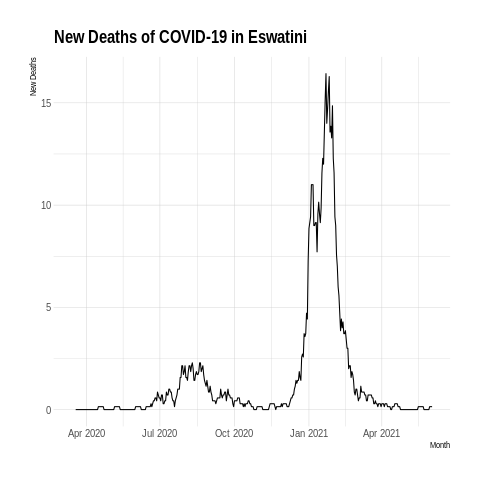 New Deaths of COVID-19 in Eswatini
New Deaths
15
10
5
0
Apr 2020 Jul 2020 Oct 2020 Jan 2021 Apr 2021
Month